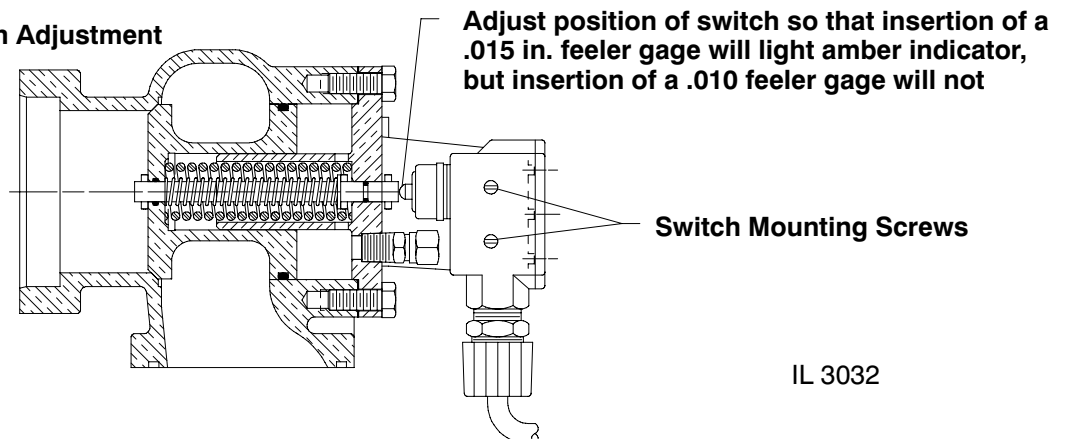 n Adjustment
Adjust position of switch so that insertion of a
.015 in. feeler gage will light amber indicator,
but insertion of a .010 feeler gage will not
Switch Mounting Screws
IL 3032